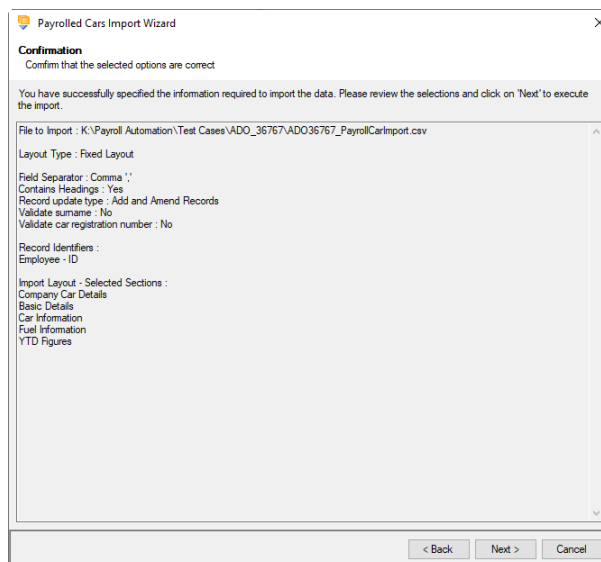 Payrolled Cars Import Wizard
Confirmation
Comfirm that the selected options are correct
You have successfully specified the information required to import the data. Please review the selections and click on 'Next' to execute
the import.
File to Import : K:\Payroll Automation\Test Cases\ADO_36767\ADO36767_PayrollCarImport.csv
Layout Type : Fixed Layout
Field Separator : Comma ','
Contains Headings : Yes
Record update type : Add and Amend Records
Validate surname : No
Validate car registration number : No
Record Identifiers :
Employee - ID
Import Layout - Selected Sections :
Company Car Details
Basic Details
Car Information
Fuel Information
YTD Figures
< Back
Next >
Cancel